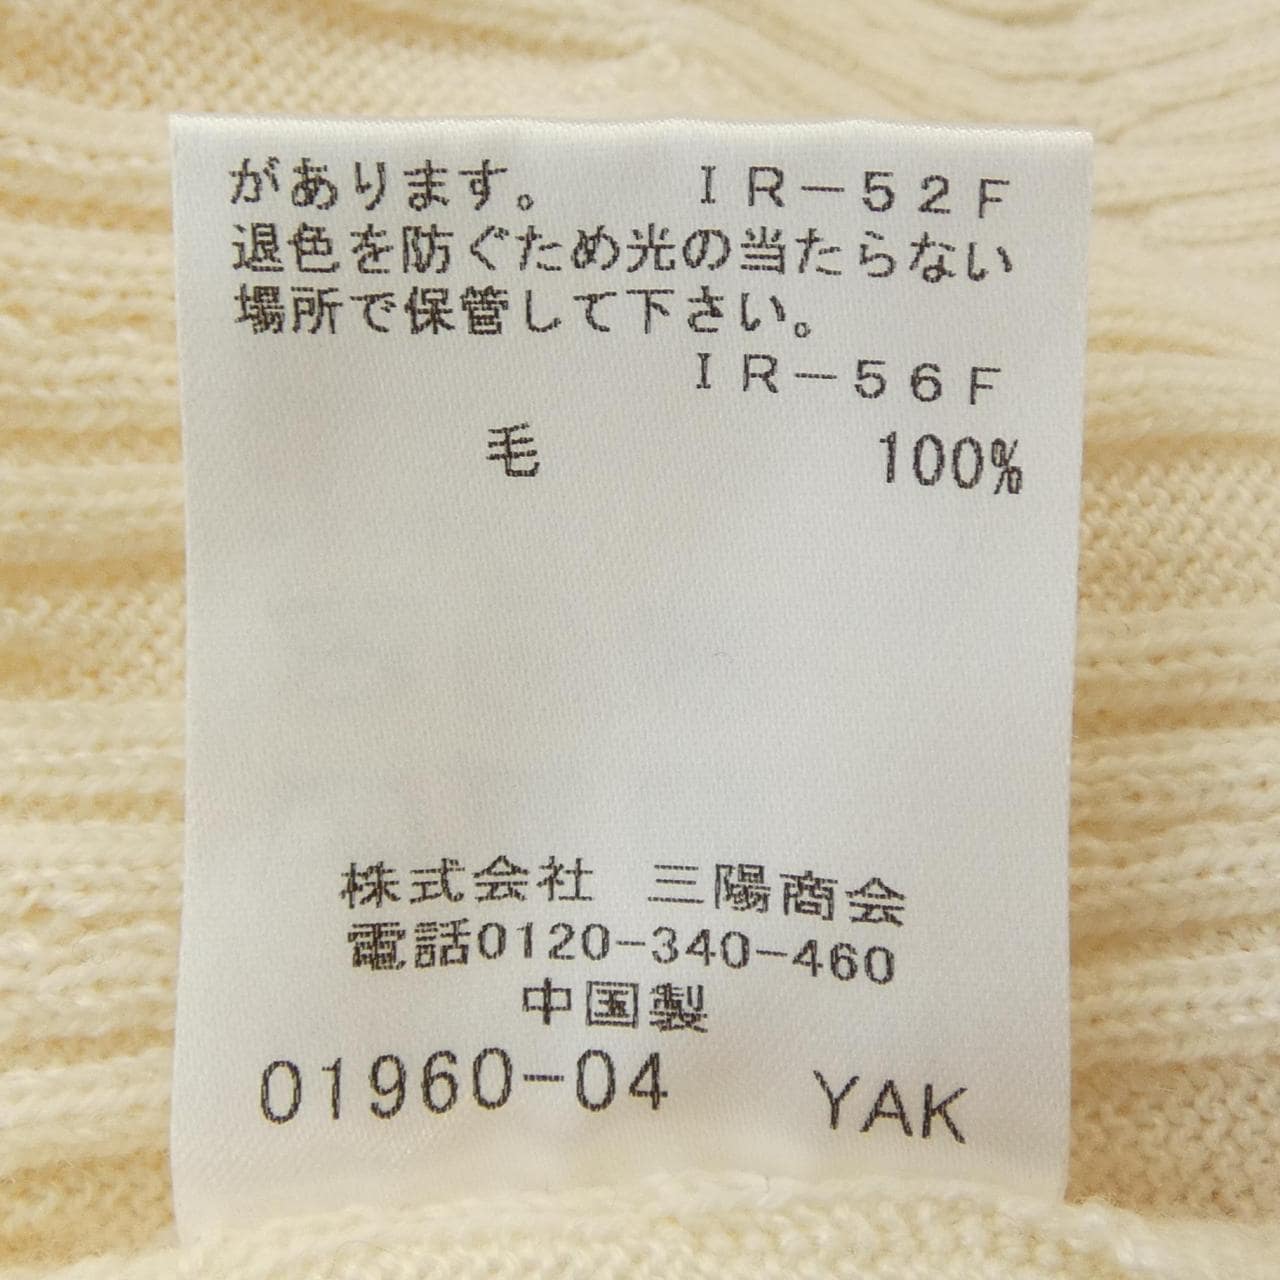 があります。　ＩＲ－５２Ｆ
退色を防ぐため光の当たらない
場所で保管して下さい。
ＩＲ－５６Ｆ
毛 100%
株式会社 三陽商会
電話0120-340-460
中国製
01960-04 YAK